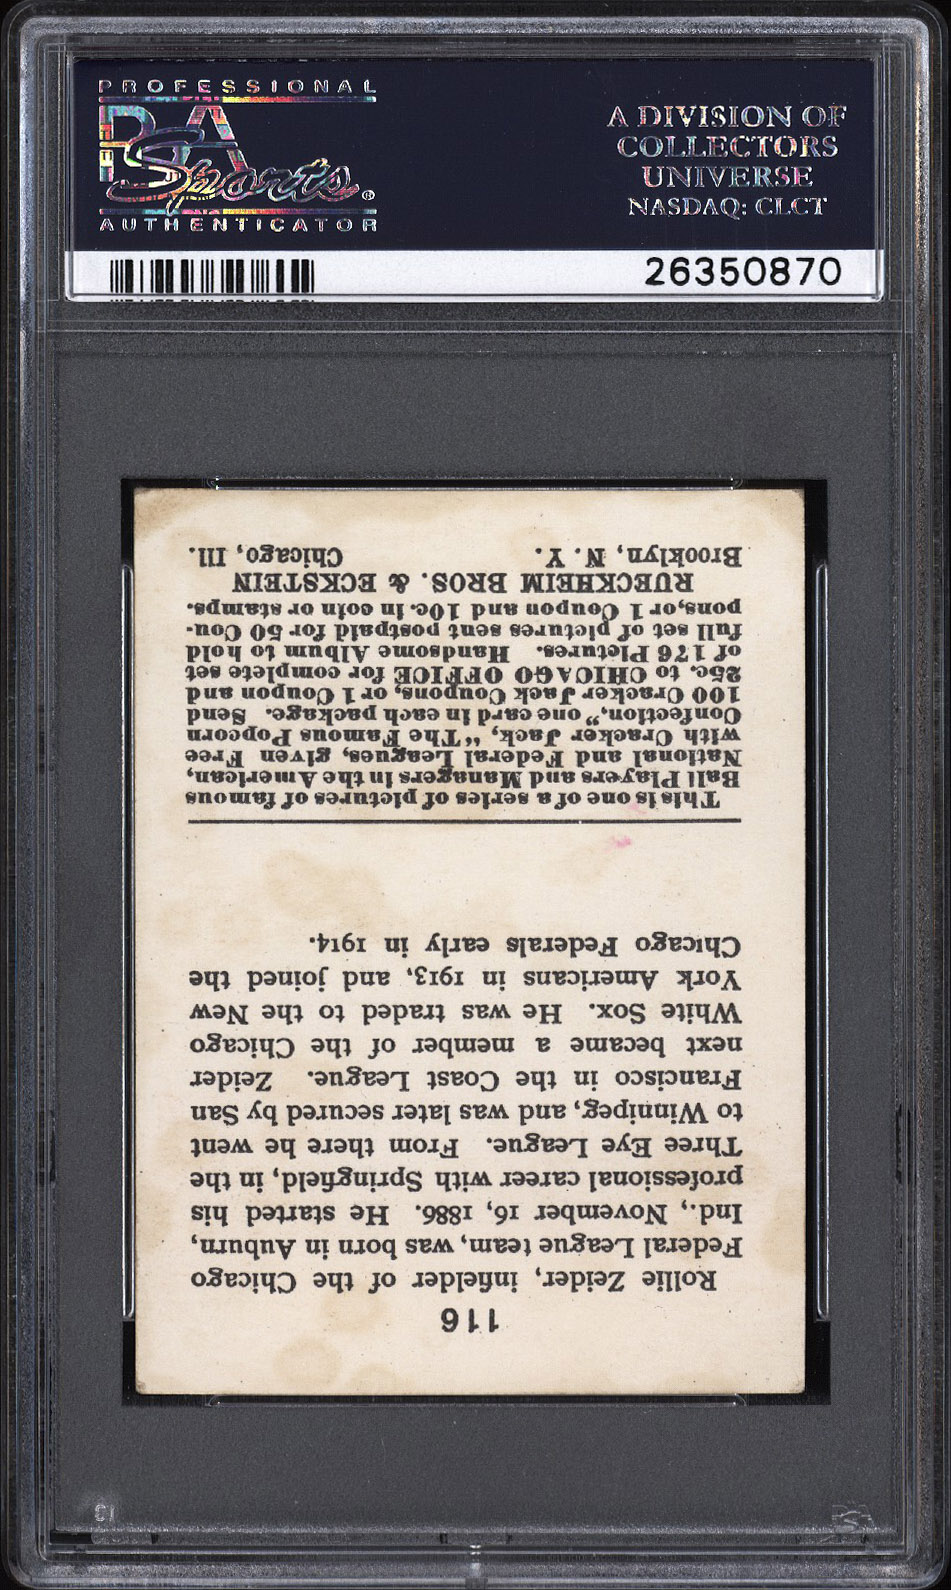 PROFESSIONAL
PSA
Sports®
AUTHENTICATOR
A DIVISION OF
COLLECTORS
UNIVERSE
NASDAQ: CLCT
26350870
116
Rollie Zeider, infielder of the Chicago
Federal League team, was born in Auburn,
Ind., November 16, 1886. He started his
professional career with Springfield, in the
Three Eye League. From there he went
to Winnipeg, and was later secured by San
Francisco in the Coast League. Zeider
next became a member of the Chicago
White Sox. He was traded to the New
York Americans in 1913, and joined the
Chicago Federals early in 1914.
This is one of a series of pictures of famous
Ball Players and Managers in the American,
National and Federal Leagues, given Free
with Cracker Jack, "The Famous Popcorn
Confection," one card in each package. Send
100 Cracker Jack Coupons, or 1 Coupon and
25c. to CHICAGO OFFICE for complete set
of 176 Pictures. Handsome Album to hold
full set of pictures sent postpaid for 50 Cou-
pons, or 1 Coupon and 10c. in coin or stamps.
RUECKHEIM BROS. & ECKSTEIN
Brooklyn, N. Y. Chicago, Ill.